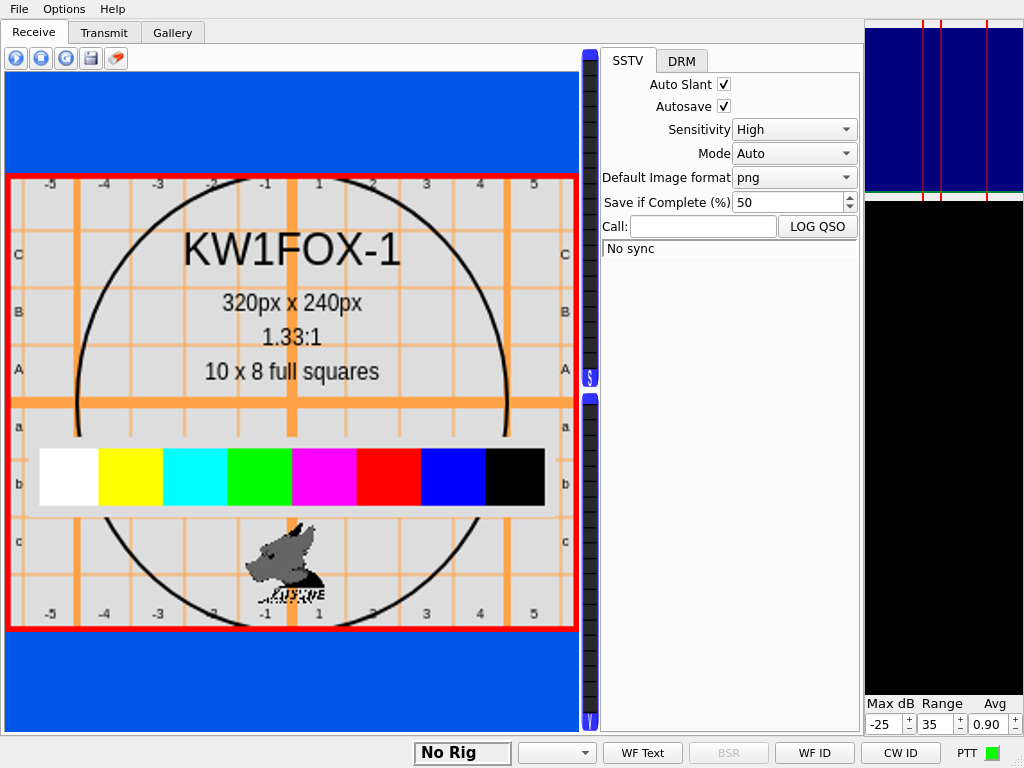 File Options Help
Receive Transmit Gallery
SSTV DRM
Auto Slant
Autosave
Sensitivity High
Mode Auto
Default Image format png
Save if Complete (%) 50
Call: LOG QSO
No sync
-5 -4 -3 -2 -1 1 2 3 4 5
C C
KW1FOX-1
320px x 240px
B B
1.33:1
A A
10 x 8 full squares
a a
b b
c c
-5 -4 -3 -2 -1 1 2 3 4 5
S
V
Max dB Range Avg
-25 35 0.90
No Rig WF Text BSR WF ID CW ID PTT